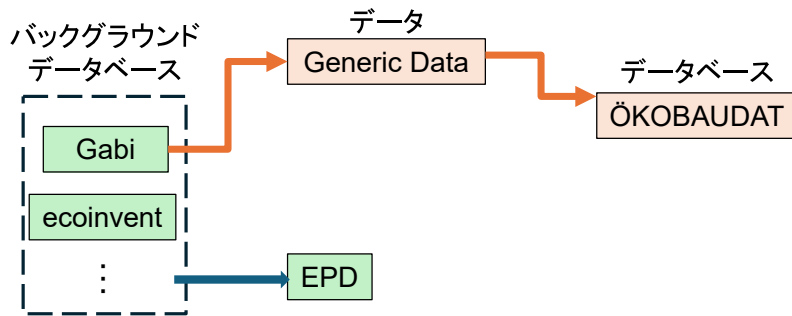 バックグラウンド
データベース
Gabi
ecoinvent
⋮
データ
Generic Data
データベース
ÖKOBAUDAT
EPD